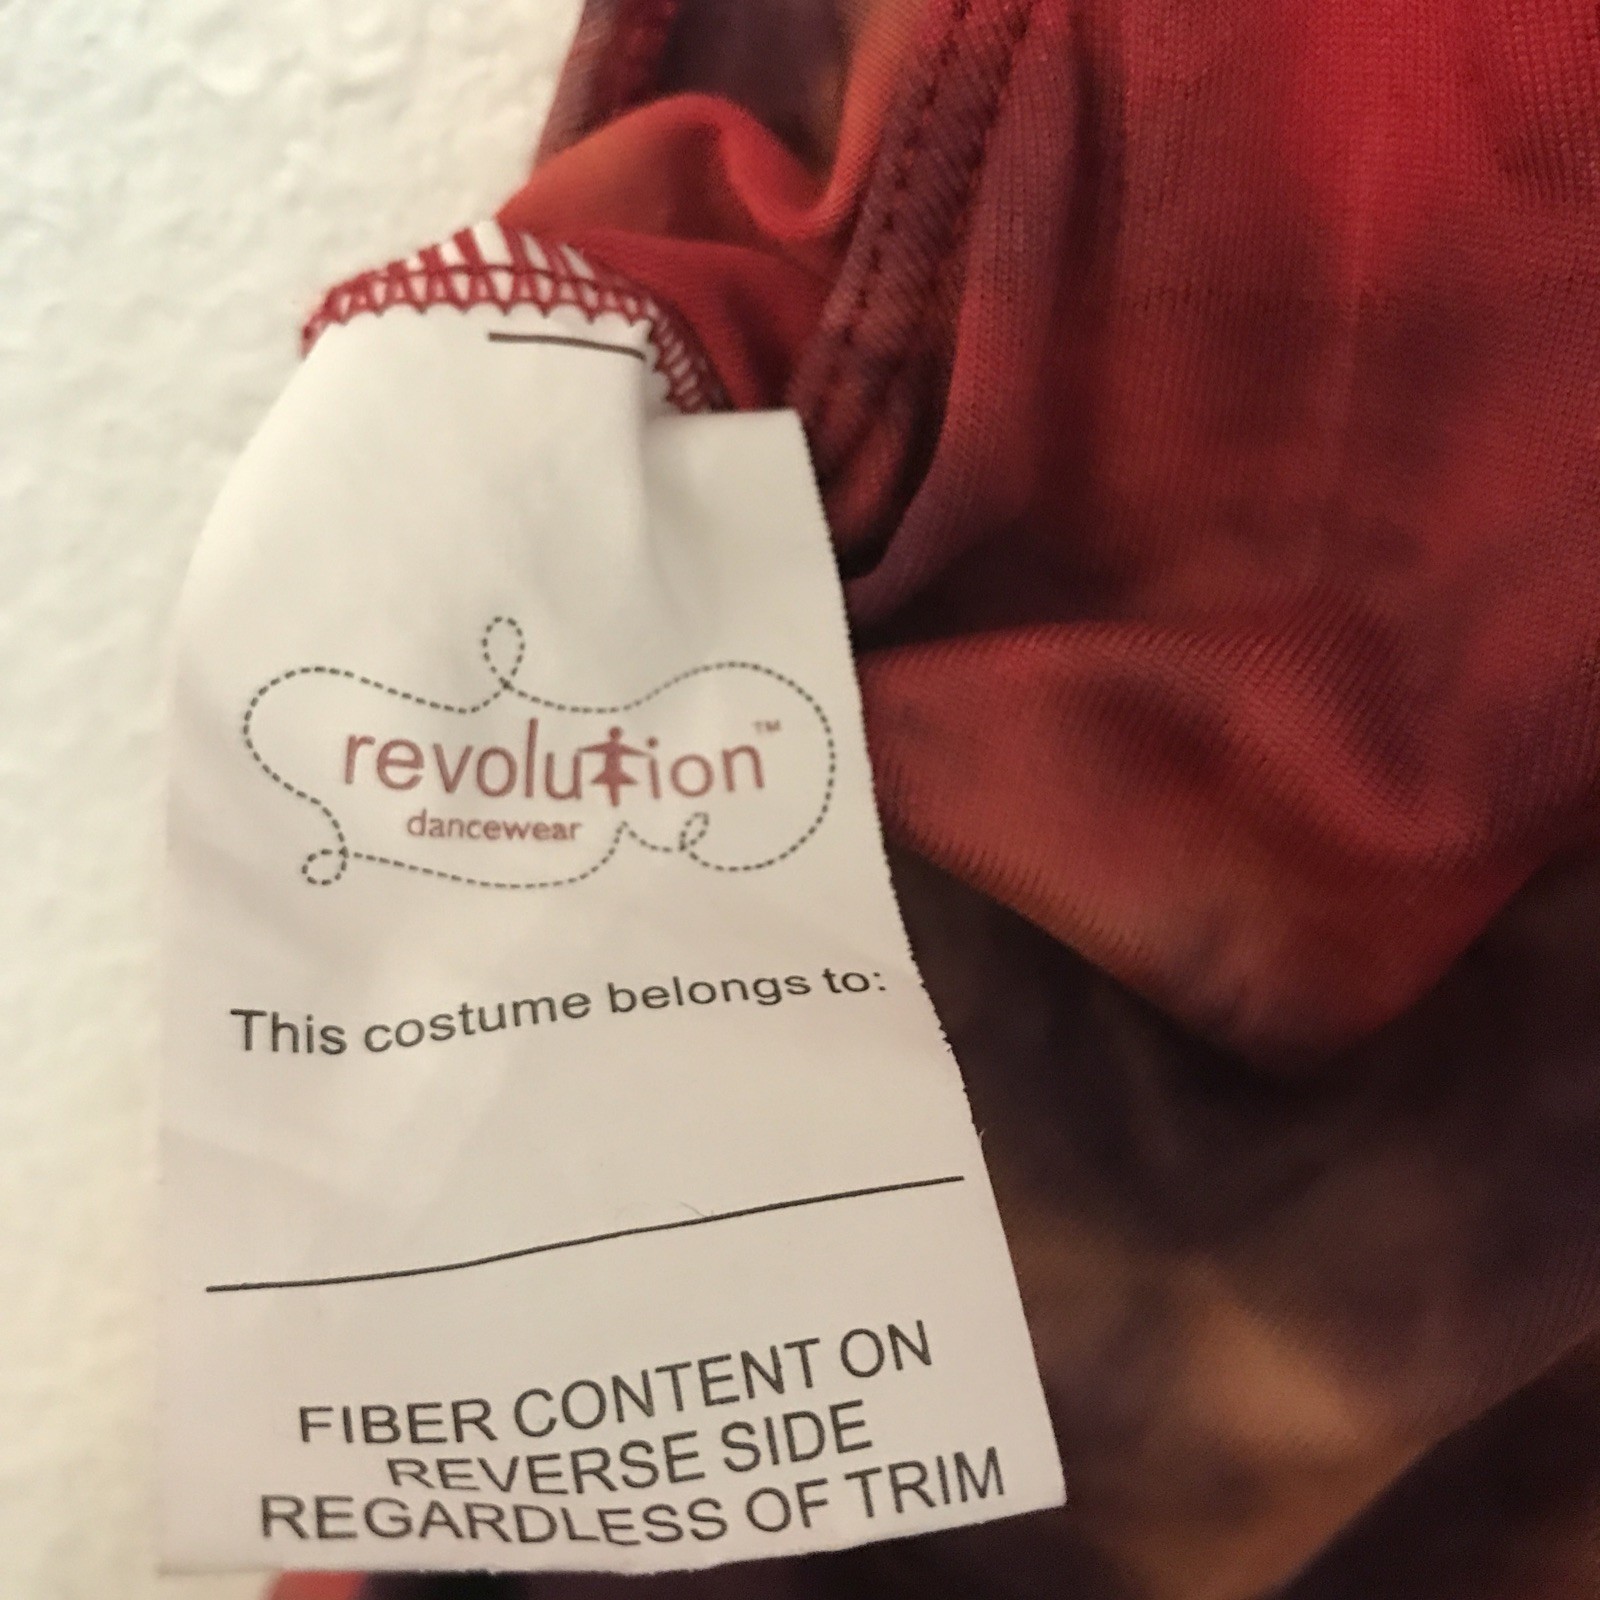 revolution™
dancewear
This costume belongs to:
FIBER CONTENT ON
REVERSE SIDE
REGARDLESS OF TRIM